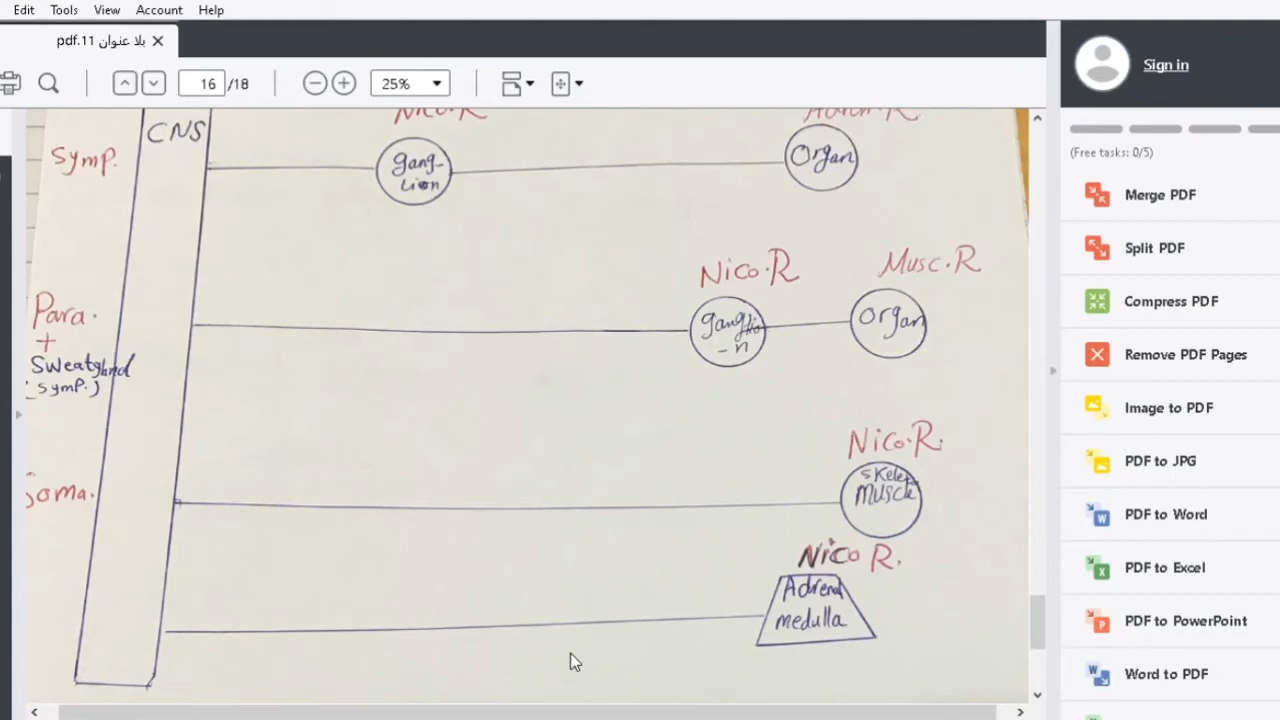 Edit Tools View Account Help
بلا عنوان 11.pdf
16 /18
25%
Sign in
(Free tasks: 0/5)
Merge PDF
Split PDF
Compress PDF
Remove PDF Pages
Image to PDF
PDF to JPG
PDF to Word
PDF to Excel
PDF to PowerPoint
Word to PDF
CNS
Nico.R
Symp.
gang-
lion
Organ
Nico.R
Musc.R
Para.
+
Sweatgland
(symp.)
gang
-n
Organ
Nico.R.
Soma.
muscle
Nico R.
Adrenal
medulla